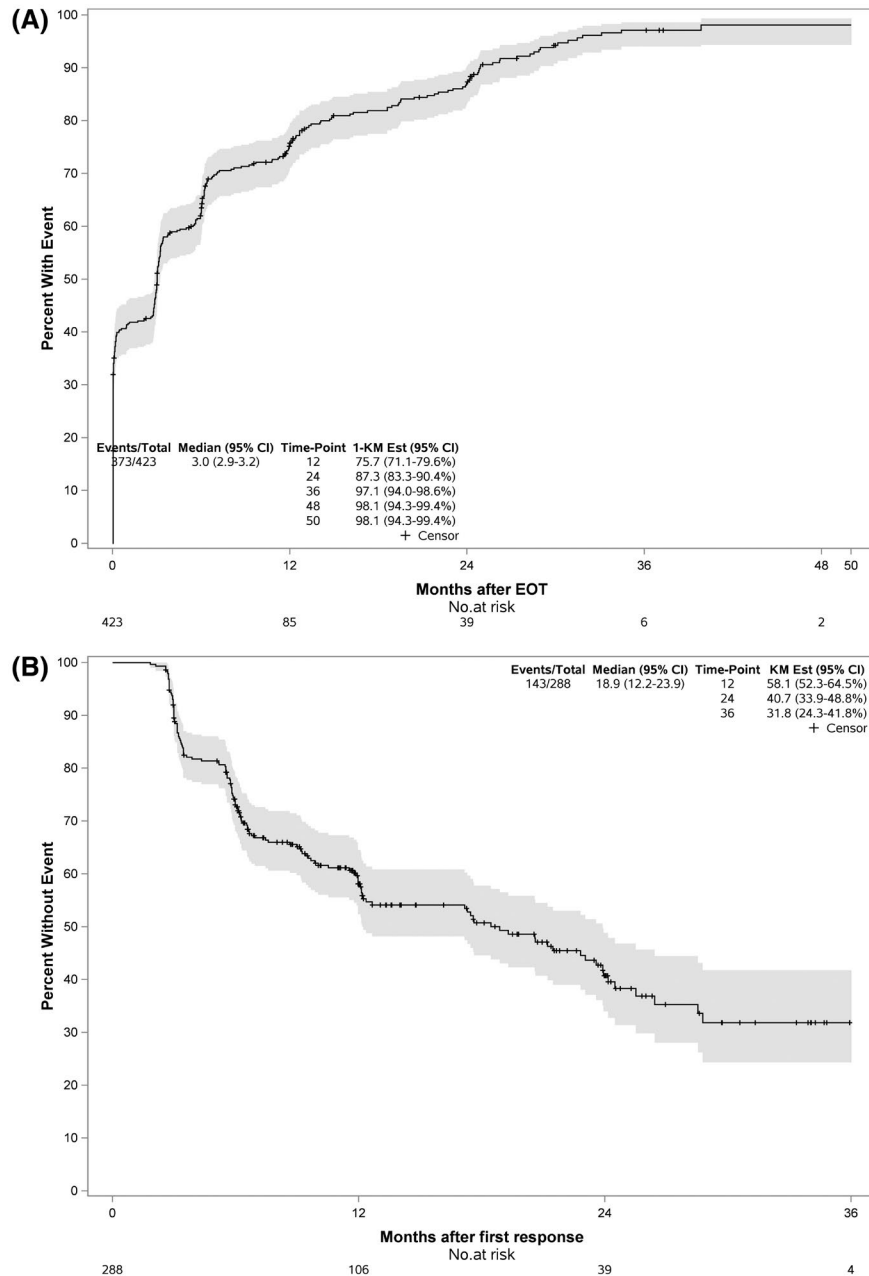 (A)
100
90
80
70
60
50
40
30
20
10
0
Percent With Event
Events/Total Median (95% CI) Time-Point 1-KM Est (95% CI)
373/423 3.0 (2.9-3.2) 12 75.7 (71.1-79.6%)
24 87.3 (83.3-90.4%)
36 97.1 (94.0-98.6%)
48 98.1 (94.3-99.4%)
50 98.1 (94.3-99.4%)
+ Censor
0 12 24 36 48 50
Months after EOT
No.at risk
423 85 39 6 2
(B)
100
90
80
70
60
50
40
30
20
10
0
Percent Without Event
Events/Total Median (95% CI) Time-Point KM Est (95% CI)
143/288 18.9 (12.2-23.9) 12 58.1 (52.3-64.5%)
24 40.7 (33.9-48.8%)
36 31.8 (24.3-41.8%)
+ Censor
0 12 24 36
Months after first response
No.at risk
288 106 39 4